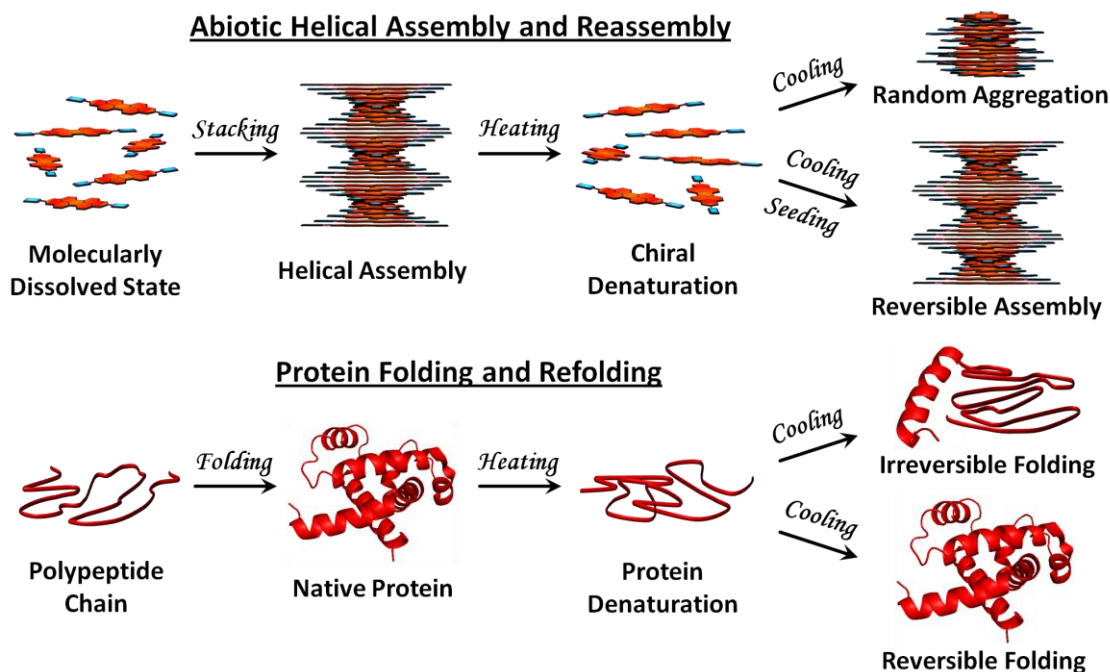 Abiotic Helical Assembly and Reassembly
Stacking
Heating
Cooling
Cooling
Seeding
Molecularly
Dissolved State
Helical Assembly
Chiral
Denaturation
Random Aggregation
Reversible Assembly
Protein Folding and Refolding
Folding
Heating
Cooling
Cooling
Polypeptide
Chain
Native Protein
Protein
Denaturation
Irreversible Folding
Reversible Folding